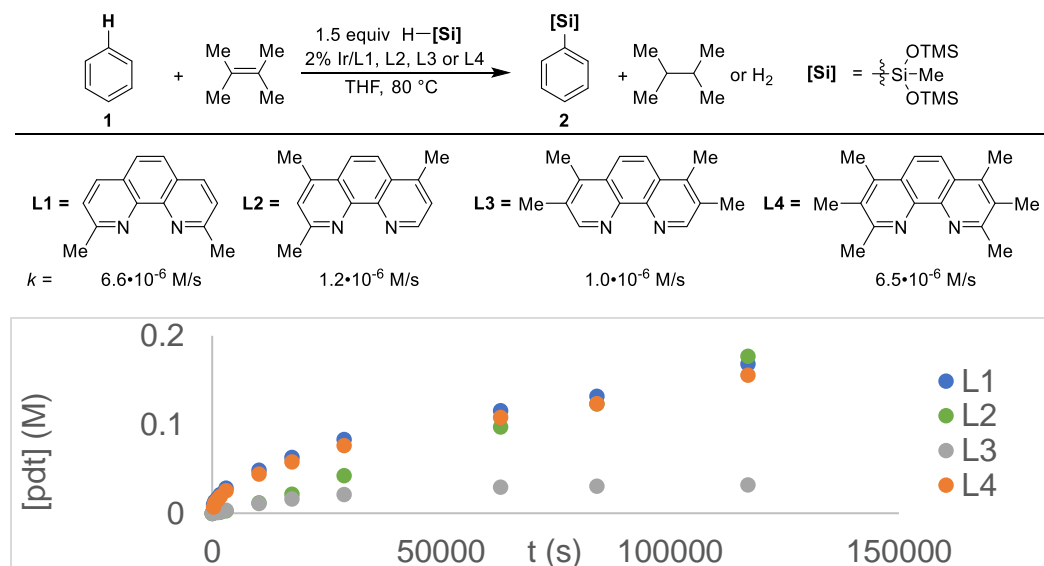 H
[Si]
1.5 equiv H–[Si]
2% Ir/L1, L2, L3 or L4
THF, 80 °C
+
Me Me
Me Me
+
Me Me
Me Me
or H2
[Si] =
OTMS
Si Me
OTMS
1
2
L1 =
N N
Me Me
L2 =
Me Me
N N
Me
L3 =
Me Me
Me Me
N N
L4 =
Me Me
Me Me
N N
Me Me
k = 6.6•10-6 M/s 1.2•10-6 M/s 1.0•10-6 M/s 6.5•10-6 M/s
[pdt] (M)
0.2
0.1
0
0 50000 t (s) 100000 150000
L1
L2
L3
L4